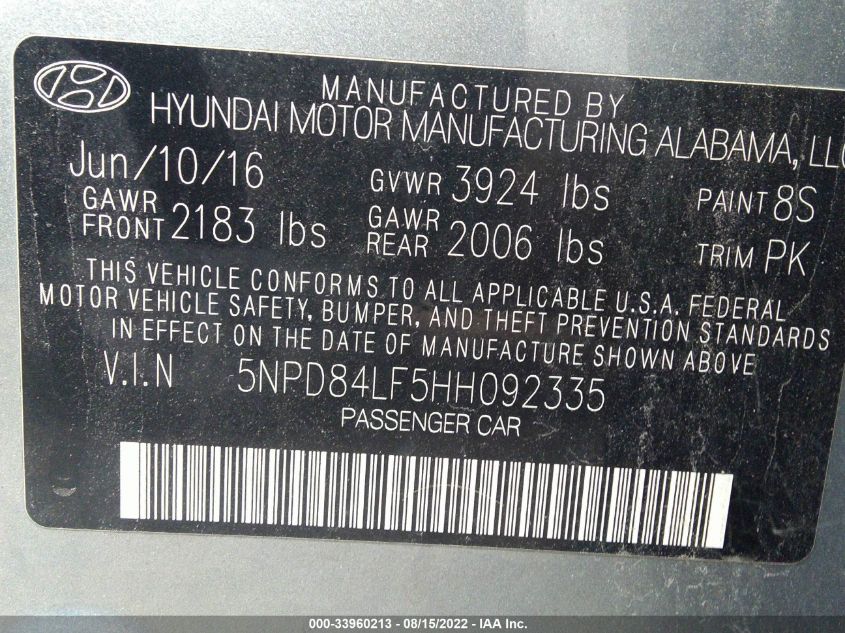 MANUFACTURED BY
HYUNDAI MOTOR MANUFACTURING ALABAMA, LLC
Jun/10/16 GVWR 3924 lbs PAINT 8S
GAWR FRONT 2183 lbs GAWR REAR 2006 lbs TRIM PK
THIS VEHICLE CONFORMS TO ALL APPLICABLE U.S.A. FEDERAL
MOTOR VEHICLE SAFETY, BUMPER, AND THEFT PREVENTION STANDARDS
IN EFFECT ON THE DATE OF MANUFACTURE SHOWN ABOVE
V.I.N 5NPD84LF5HH092335
PASSENGER CAR
000-33960213 - 08/15/2022 - IAA Inc.